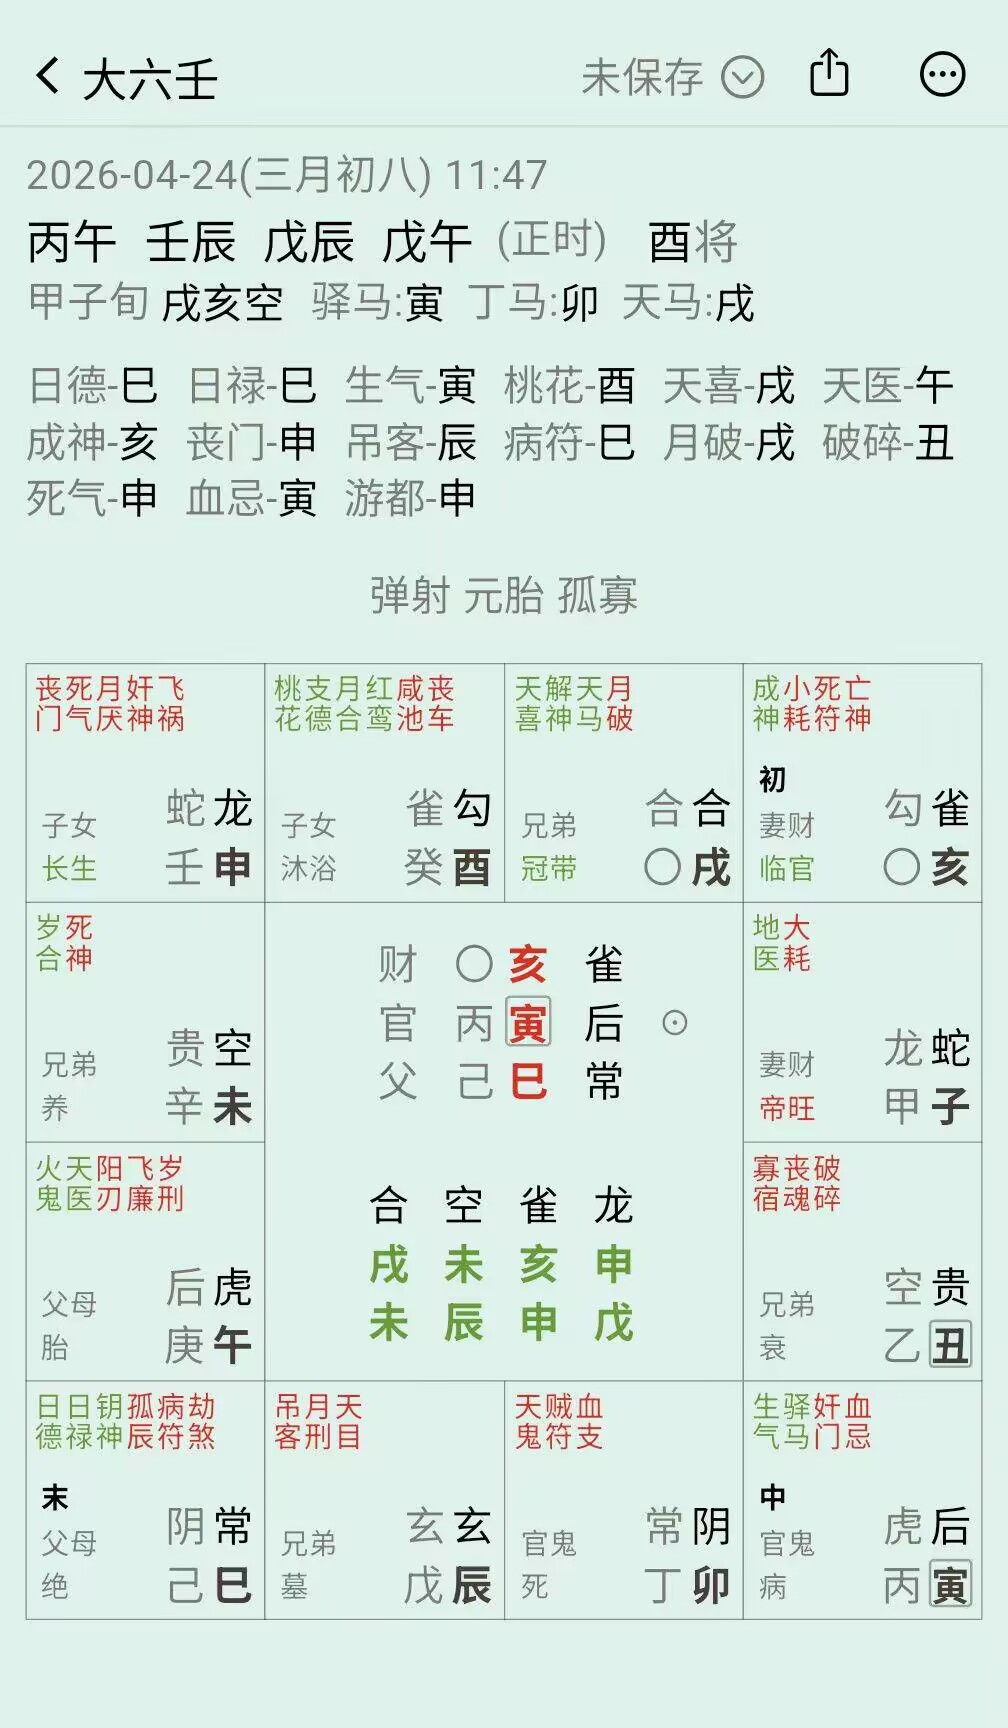 大六壬 未保存
2026-04-24(三月初八) 11:47
丙午 壬辰 戊辰 戊午 (正时) 酉将
甲子旬 戌亥空 驿马:寅 丁马:卯 天马:戌
日德-巳 日禄-巳 生气-寅 桃花-酉 天喜-戌 天医-午
成神-亥 丧门-申 吊客-辰 病符-巳 月破-戌 破碎-丑
死气-申 血忌-寅 游都-申
弹射 元胎 孤寡
丧死月奸飞
门气厌神祸
蛇龙
子女
长生
壬申
桃支月红咸丧
花德合鸾池车
雀勾
子女
沐浴
癸酉
天解天月
喜神马破
合合
兄弟
冠带
〇戌
成小死亡
神耗符神
初
勾雀
妻财
临官
〇亥
岁死
合神
贵空
兄弟
养
辛未
财 〇 亥 雀
官 丙 寅 后 ⊙
父 己 巳 常
合 空 雀 龙
戌 未 亥 申
未 辰 申 戊
地大
医耗
龙蛇
妻财
帝旺
甲子
火天阳飞岁
鬼医刃廉刑
后虎
父母
胎
庚午
寡丧破
宿魂碎
空贵
兄弟
衰
乙丑
日日钥孤病劫
德禄神辰符煞
末
阴常
父母
绝
己巳
吊月天
客刑目
玄玄
兄弟
墓
戊辰
天贼血
鬼符支
常阴
官鬼
死
丁卯
生驿奸血
气马门忌
中
虎后
官鬼
病
丙寅